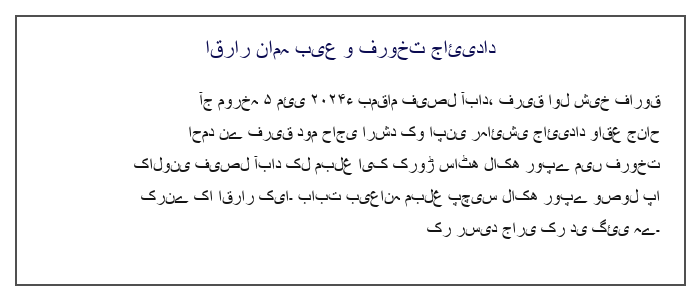 اقرار نامہ بیع و فروخت جائیداد
آج مورخہ ۵ مئی ۲۰۲۴ء بمقام فیصل آباد، فریق اول شیخ فاروق
احمد نے فریق دوم حاجی ارشد کو اپنی رہائشی جائیداد واقع جناح
کالونی فیصل آباد کل مبلغ ایک کروڑ ساٹھ لاکھ روپے میں فروخت
کرنے کا اقرار کیا۔ بابت بیعانہ مبلغ پچیس لاکھ روپے وصول پا
کر رسید جاری کر دی گئی ہے۔